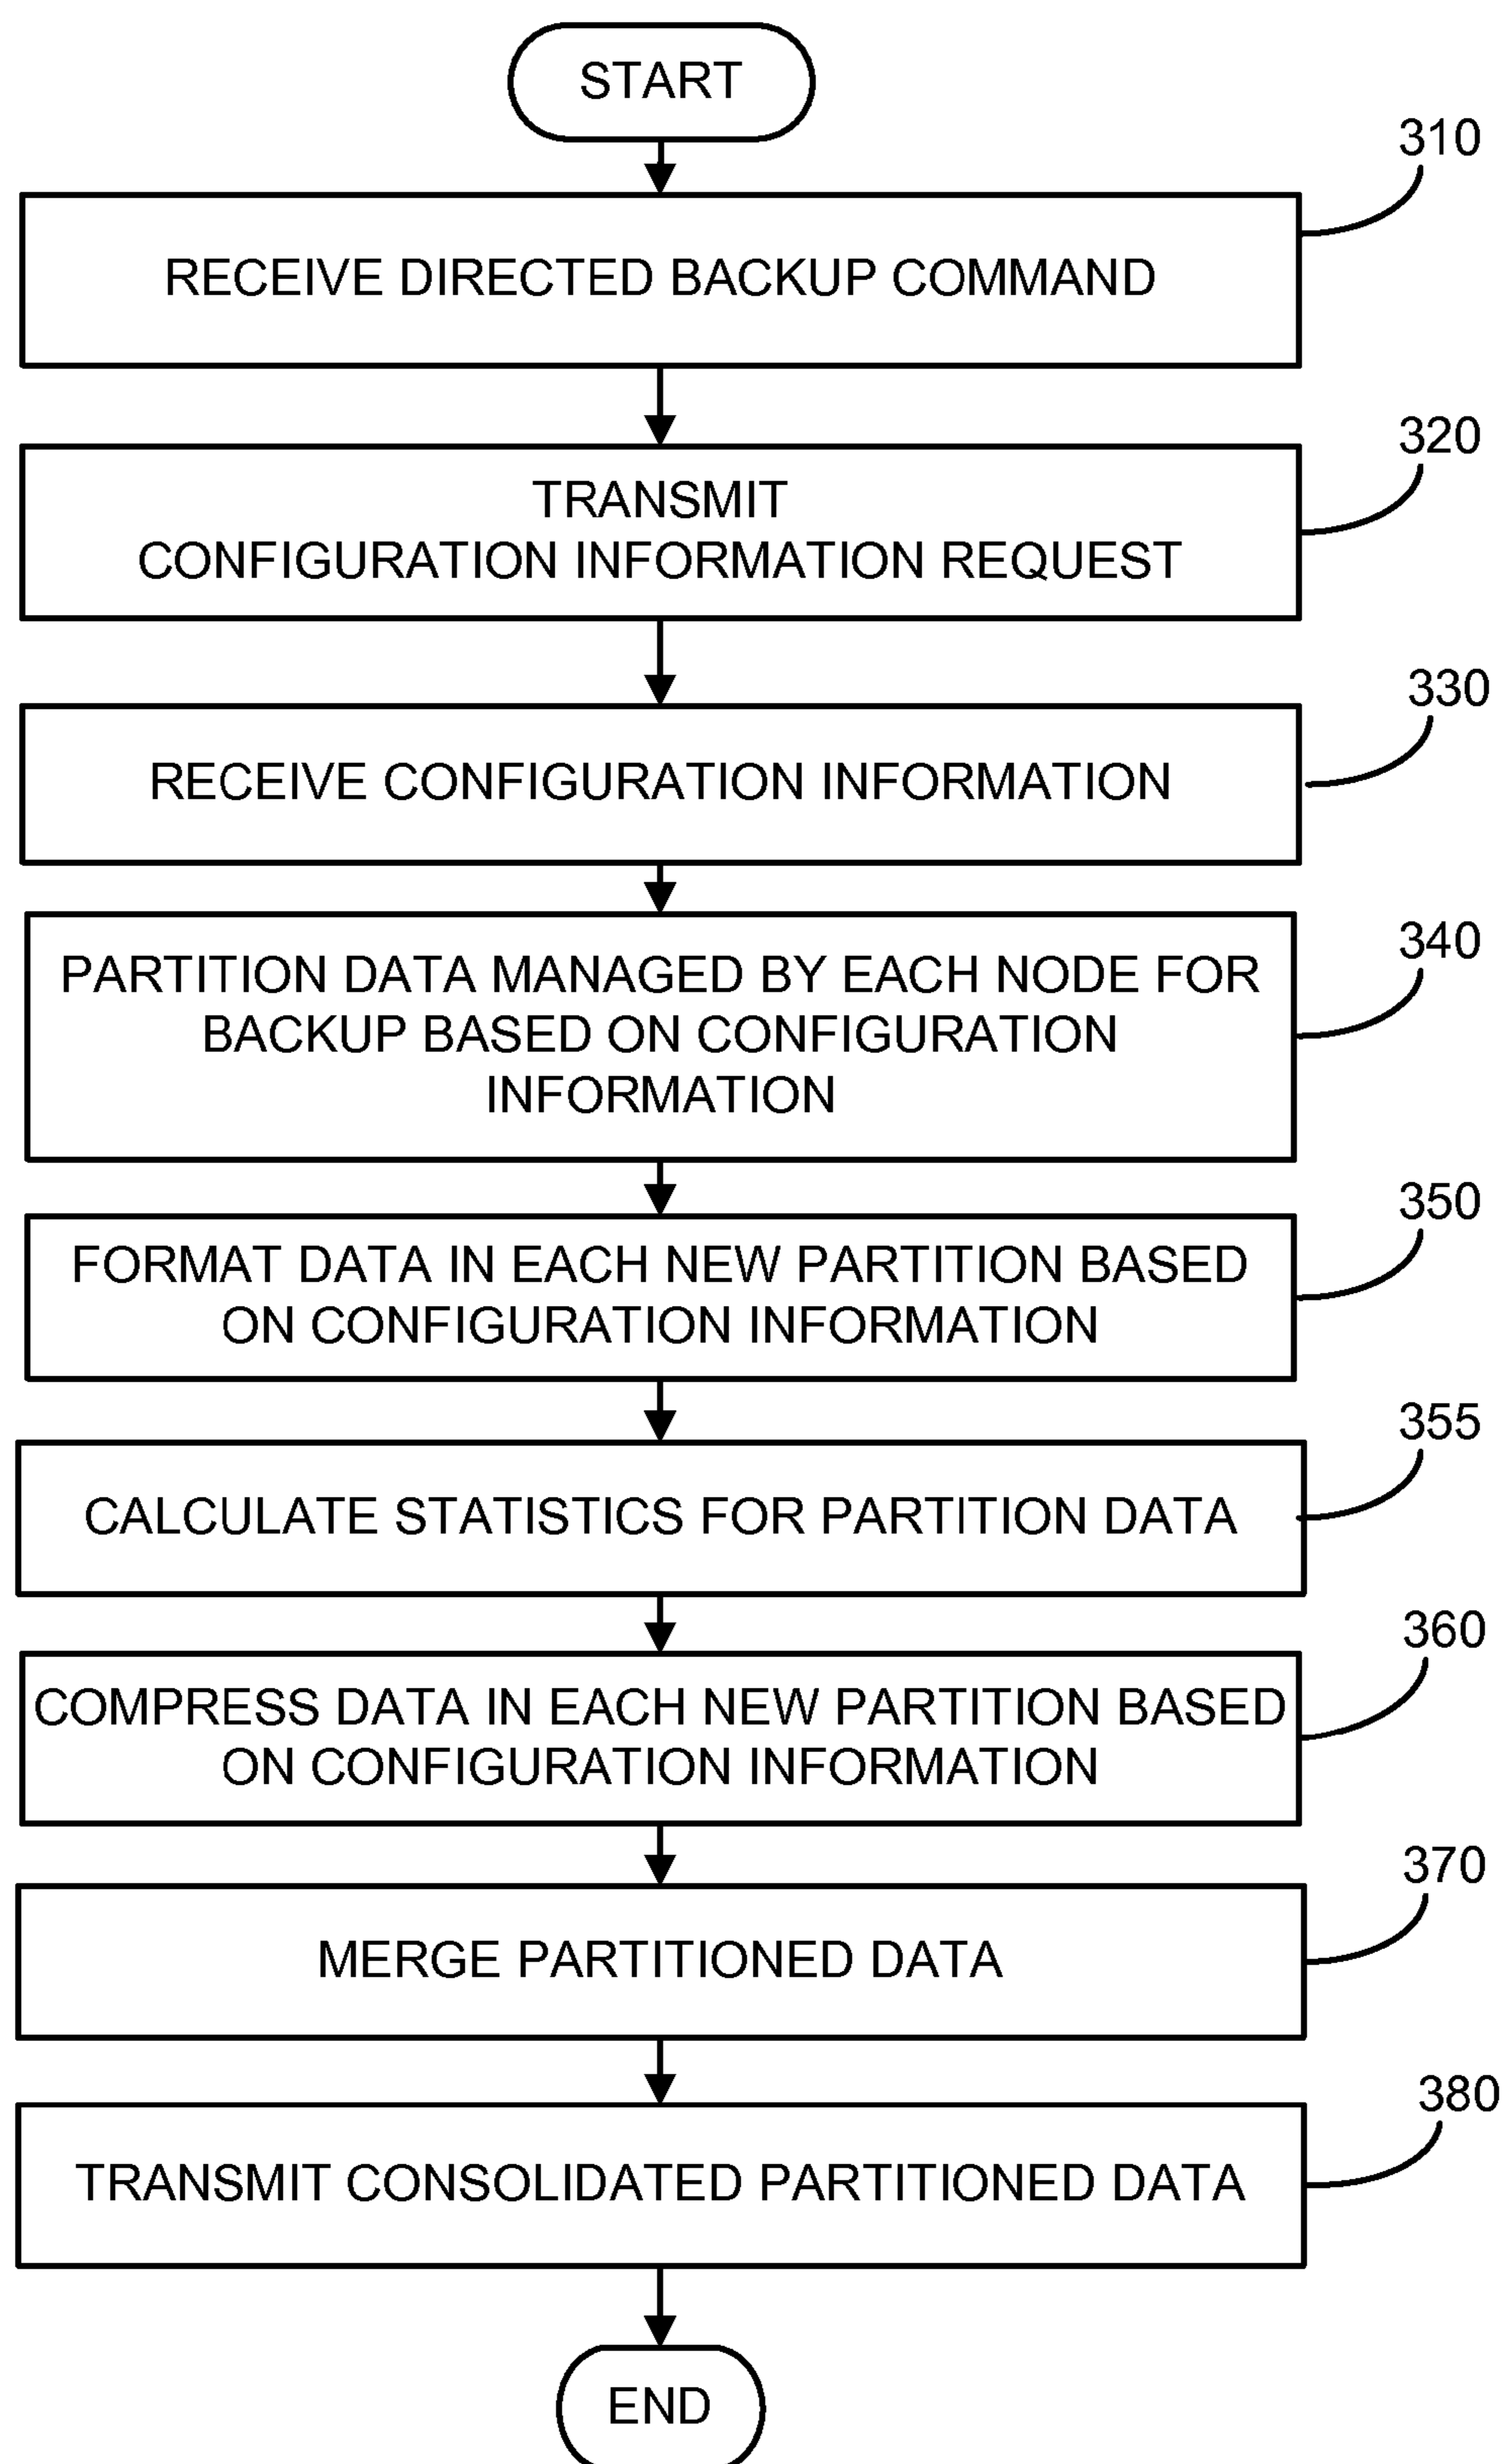 START
310
RECEIVE DIRECTED BACKUP COMMAND
320
TRANSMIT
CONFIGURATION INFORMATION REQUEST
330
RECEIVE CONFIGURATION INFORMATION
340
PARTITION DATA MANAGED BY EACH NODE FOR
BACKUP BASED ON CONFIGURATION
INFORMATION
350
FORMAT DATA IN EACH NEW PARTITION BASED
ON CONFIGURATION INFORMATION
355
CALCULATE STATISTICS FOR PARTITION DATA
360
COMPRESS DATA IN EACH NEW PARTITION BASED
ON CONFIGURATION INFORMATION
370
MERGE PARTITIONED DATA
380
TRANSMIT CONSOLIDATED PARTITIONED DATA
END